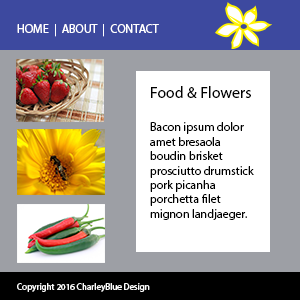 HOME | ABOUT | CONTACT
Food & Flowers
Bacon ipsum dolor
amet bresaola
boudin brisket
prosciutto drumstick
pork picanha
porchetta filet
mignon landjaeger.
Copyright 2016 CharleyBlue Design